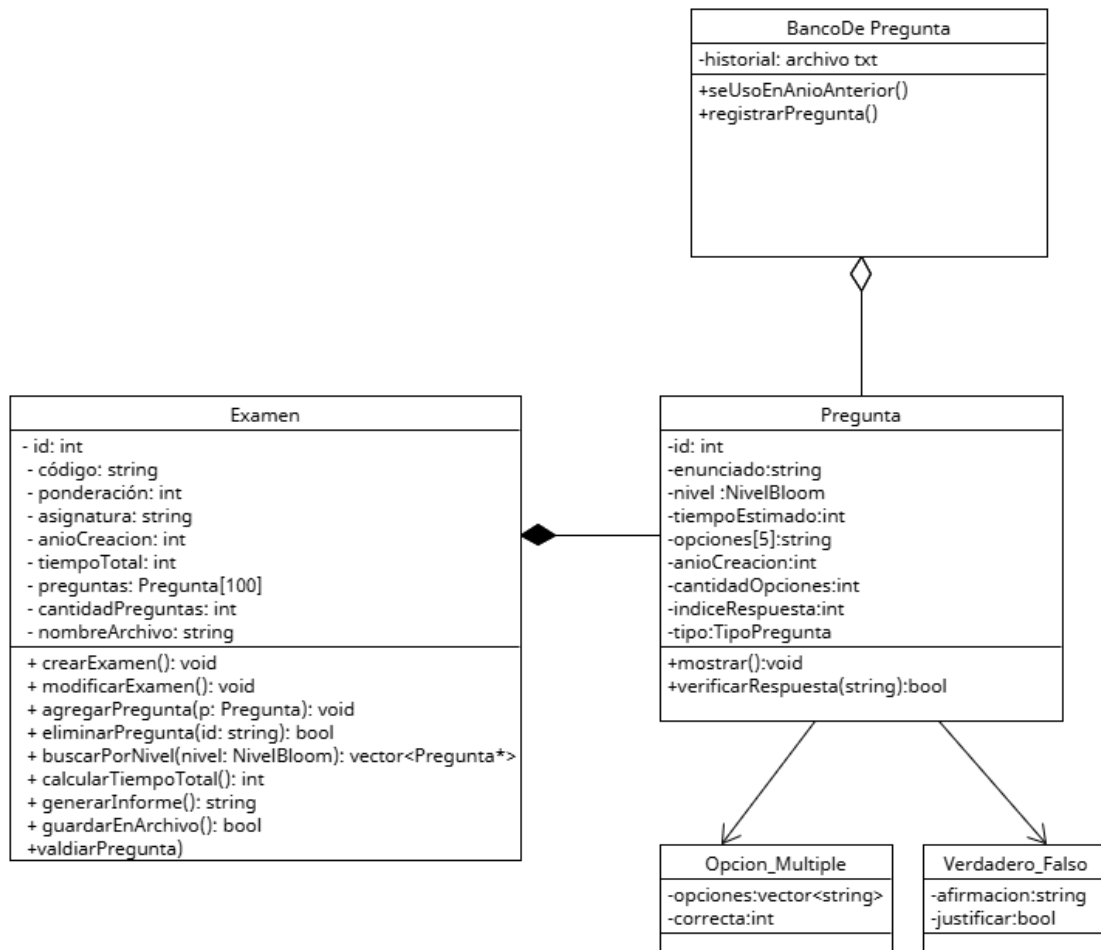 BancoDe Pregunta
-historial: archivo txt
+seUsoEnAnioAnterior()
+registrarPregunta()
Examen
- id: int
- código: string
- ponderación: int
- asignatura: string
- anioCreacion: int
- tiempoTotal: int
- preguntas: Pregunta[100]
- cantidadPreguntas: int
- nombreArchivo: string
+ crearExamen(): void
+ modificarExamen(): void
+ agregarPregunta(p: Pregunta): void
+ eliminarPregunta(id: string): bool
+ buscarPorNivel(nivel: NivelBloom): vector<Pregunta*>
+ calcularTiempoTotal(): int
+ generarInforme(): string
+ guardarEnArchivo(): bool
+valdiarPregunta)
Pregunta
-id: int
-enunciado:string
-nivel :NivelBloom
-tiempoEstimado:int
-opciones[5]:string
-anioCreacion:int
-cantidadOpciones:int
-indiceRespuesta:int
-tipo:TipoPregunta
+mostrar():void
+verificarRespuesta(string):bool
Opcion_Multiple
-opciones:vector<string>
-correcta:int
Verdadero_Falso
-afirmacion:string
-justificar:bool